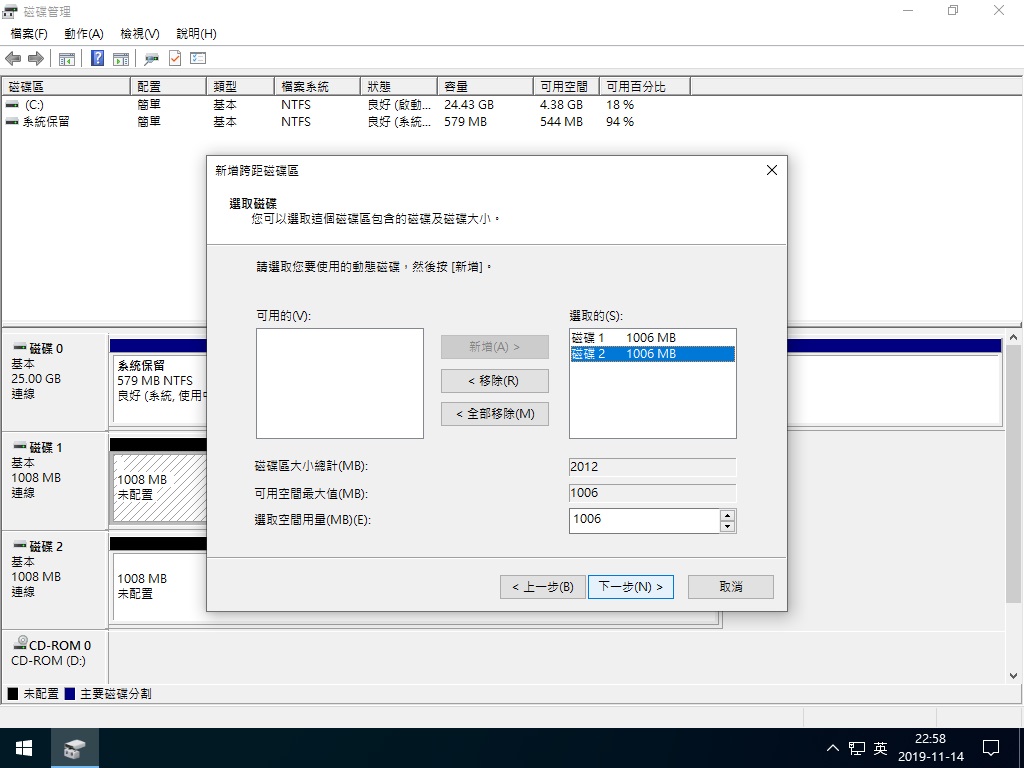 磁碟管理
檔案(F) 動作(A) 檢視(V) 說明(H)
磁碟區 配置 類型 檔案系統 狀態 容量 可用空間 可用百分比
(C:) 簡單 基本 NTFS 良好 (啟動... 24.43 GB 4.38 GB 18 %
系統保留 簡單 基本 NTFS 良好 (系統... 579 MB 544 MB 94 %
新增跨距磁碟區
選取磁碟
您可以選取這個磁碟區包含的磁碟及磁碟大小。
請選取您要使用的動態磁碟，然後按 [新增]。
可用的(V):
選取的(S):
磁碟 1 1006 MB
磁碟 2 1006 MB
新增(A) >
< 移除(R)
< 全部移除(M)
磁碟區大小總計(MB): 2012
可用空間最大值(MB): 1006
選取空間用量(MB)(E): 1006
< 上一步(B) 下一步(N) > 取消
磁碟 0
基本
25.00 GB
連線
系統保留
579 MB NTFS
良好 (系統, 使用中
磁碟 1
基本
1008 MB
連線
1008 MB
未配置
磁碟 2
基本
1008 MB
連線
1008 MB
未配置
CD-ROM 0
CD-ROM (D:)
未配置 主要磁碟分割
英
22:58
2019-11-14